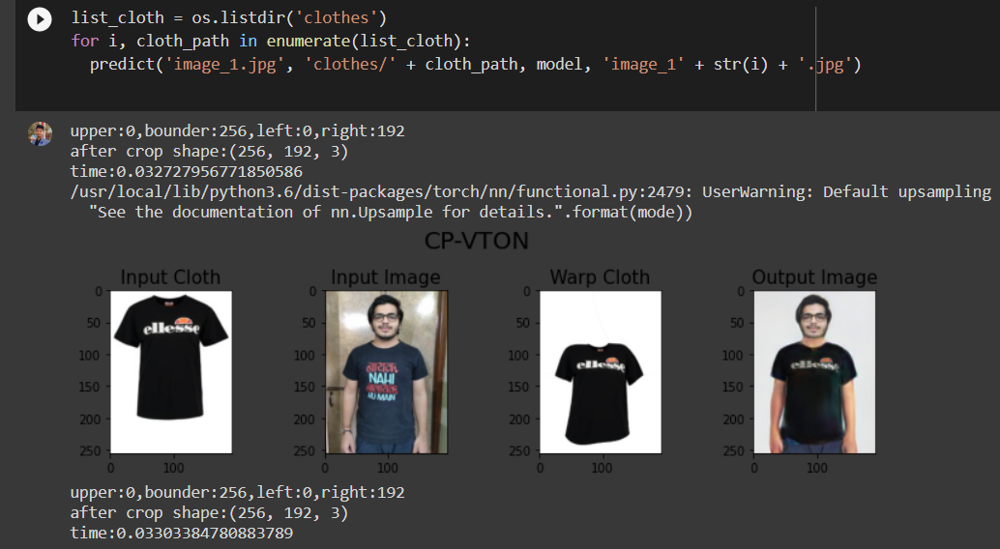 list_cloth = os.listdir('clothes')
for i, cloth_path in enumerate(list_cloth):
  predict('image_1.jpg', 'clothes/' + cloth_path, model, 'image_1' + str(i) + '.jpg')
upper:0,bounder:256,left:0,right:192
after crop shape:(256, 192, 3)
time:0.032727956771850586
/usr/local/lib/python3.6/dist-packages/torch/nn/functional.py:2479: UserWarning: Default upsampling
  "See the documentation of nn.Upsample for details.".format(mode))
CP-VTON
Input Cloth
0
50
100
150
200
250
0 100
ellesse
Input Image
0
50
100
150
200
250
0 100
NAHI
HU MAIN
Warp Cloth
0
50
100
150
200
250
0 100
ellesse
Output Image
0
50
100
150
200
250
0 100
ellesse
upper:0,bounder:256,left:0,right:192
after crop shape:(256, 192, 3)
time:0.03303384780883789